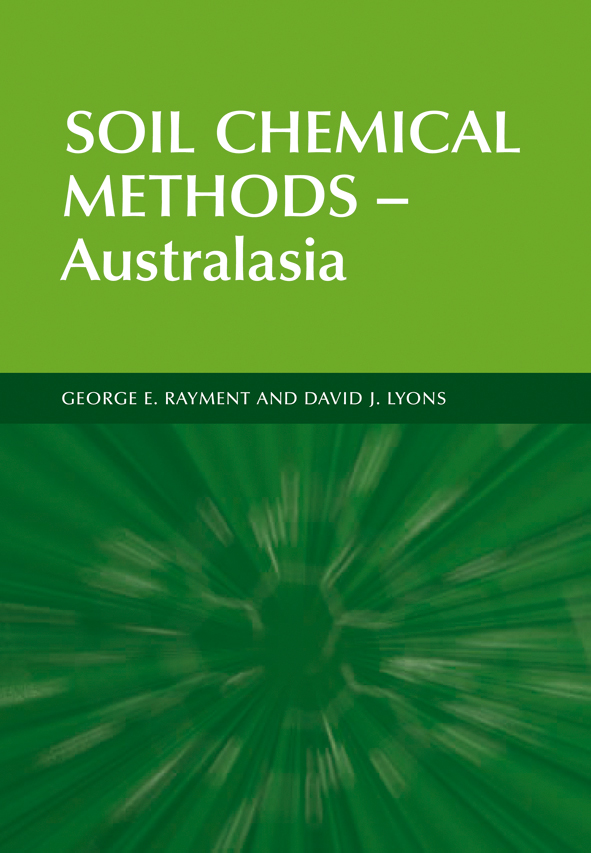 SOIL CHEMICAL
METHODS –
Australasia
GEORGE E. RAYMENT AND DAVID J. LYONS